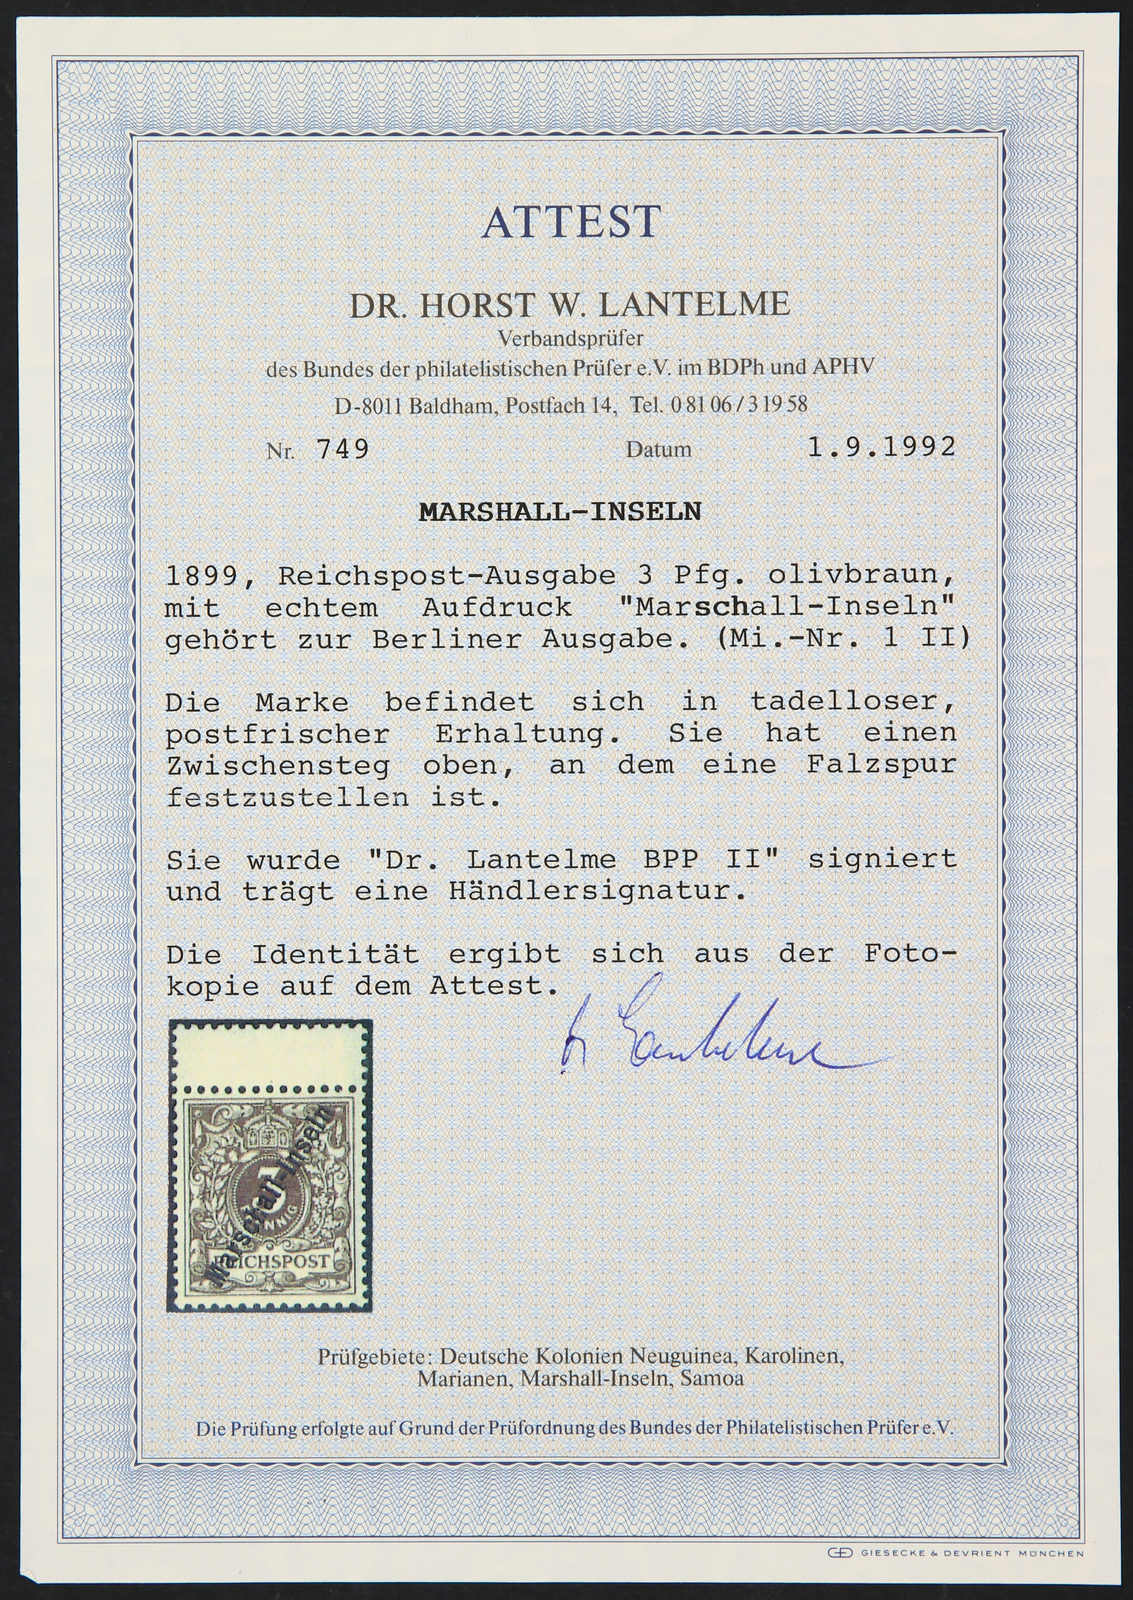 ATTEST
DR. HORST W. LANTELME
Verbandsprüfer
des Bundes der philatelistischen Prüfer e.V. im BDPh und APHV
D-8011 Baldham, Postfach 14, Tel. 0 81 06 / 3 19 58
Nr. 749 Datum 1.9.1992
MARSHALL-INSELN
1899, Reichspost-Ausgabe 3 Pfg. olivbraun,
mit echtem Aufdruck "Marschall-Inseln"
gehört zur Berliner Ausgabe. (Mi.-Nr. 1 II)
Die Marke befindet sich in tadelloser,
postfrischer Erhaltung. Sie hat einen
Zwischensteg oben, an dem eine Falzspur
festzustellen ist.
Sie wurde "Dr. Lantelme BPP II" signiert
und trägt eine Händlersignatur.
Die Identität ergibt sich aus der Foto-
kopie auf dem Attest.
Dr Lantelme
Marschall-Inseln
3
PFENNIG
REICHSPOST
Prüfgebiete: Deutsche Kolonien Neuguinea, Karolinen,
Marianen, Marshall-Inseln, Samoa
Die Prüfung erfolgte auf Grund der Prüfordnung des Bundes der Philatelistischen Prüfer e.V.
GIESECKE & DEVRIENT MÜNCHEN